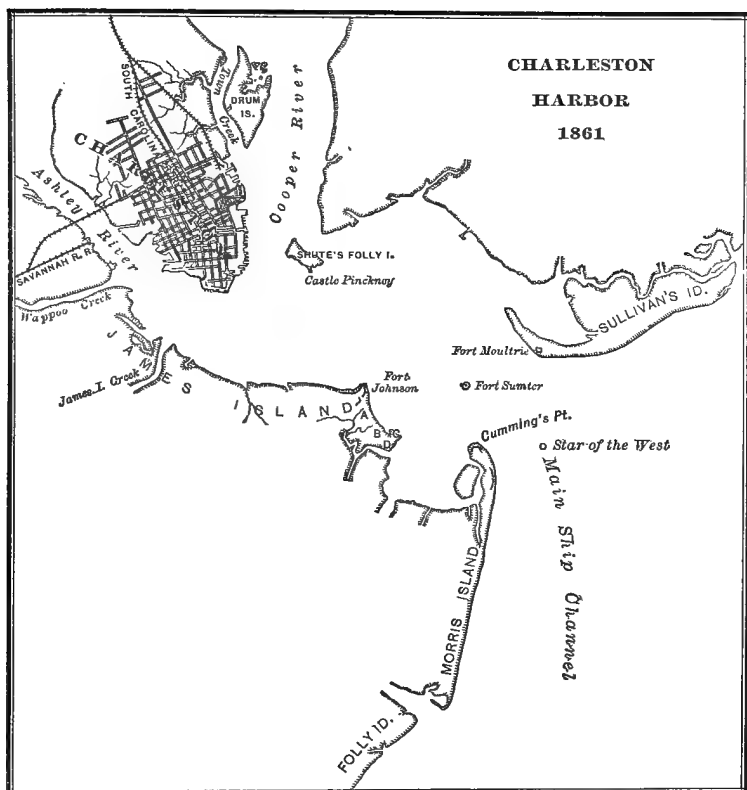 CHARLESTON
HARBOR
1861
SOUTH CAROLINA
Town Creek
DRUM IS.
Cooper River
CHARLESTON
Ashley River
SAVANNAH R.R.
Wappoo Creek
SHUTE'S FOLLY I.
Castle Pinckney
SULLIVAN'S ID.
Fort Moultrie
Fort Sumter
JAMES ISLAND
James I. Creek
Fort Johnson
A
B
C
D
Cumming's Pt.
Star of the West
Main Ship Channel
MORRIS ISLAND
FOLLY ID.